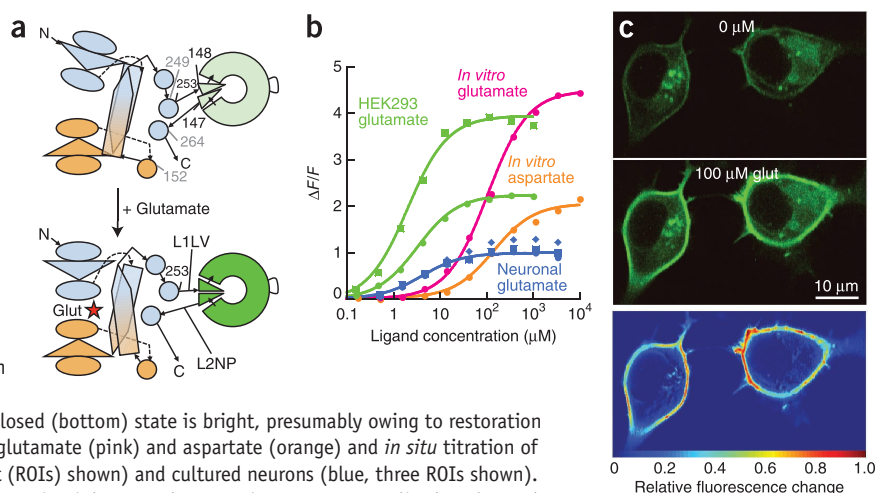 a
N
249
148
253
147
264
C
152
+ Glutamate
N
L1LV
253
Glut
C
L2NP
b
5
4
3
2
1
0
ΔF/F
In vitro
glutamate
HEK293
glutamate
In vitro
aspartate
Neuronal
glutamate
0.1 1 10 10² 10³ 10⁴
Ligand concentration (μM)
c
0 μM
100 μM glut
10 μm
0 0.2 0.4 0.6 0.8 1.0
Relative fluorescence change
closed (bottom) state is bright, presumably owing to restoration
glutamate (pink) and aspartate (orange) and in situ titration of
(ROIs) shown) and cultured neurons (blue, three ROIs shown).